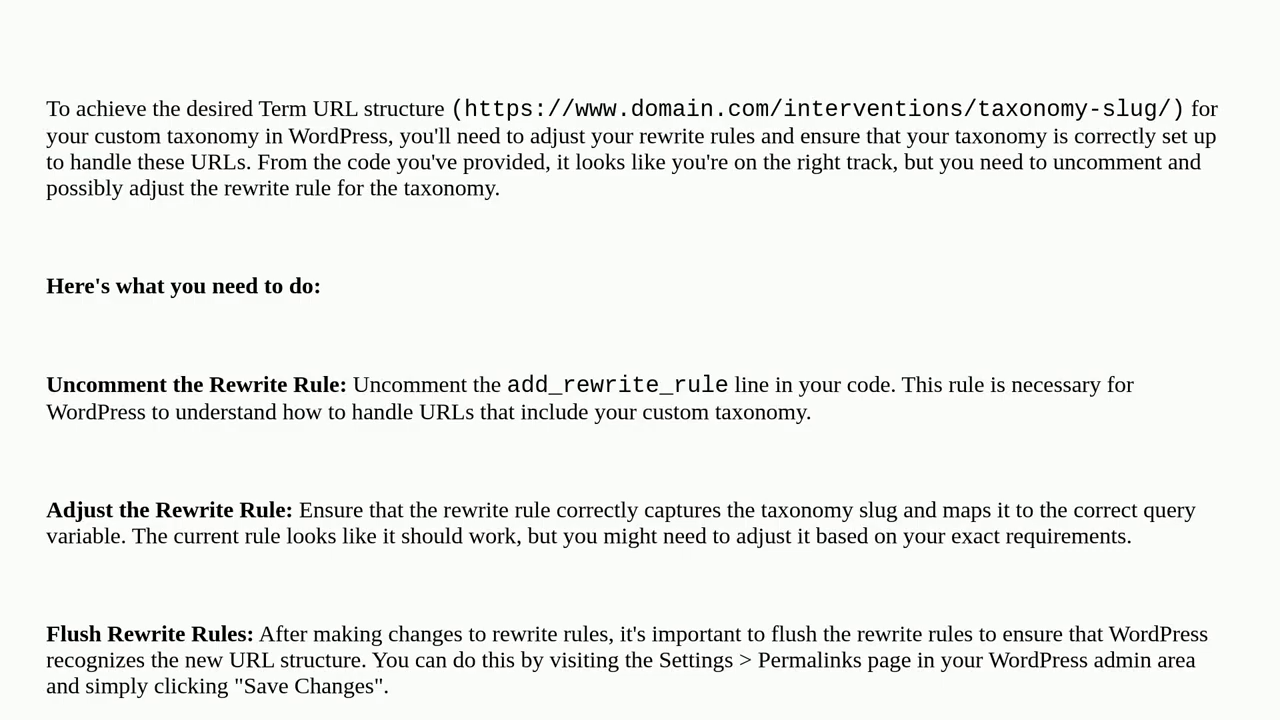 To achieve the desired Term URL structure (https://www.domain.com/interventions/taxonomy-slug/) for
your custom taxonomy in WordPress, you'll need to adjust your rewrite rules and ensure that your taxonomy is correctly set up
to handle these URLs. From the code you've provided, it looks like you're on the right track, but you need to uncomment and
possibly adjust the rewrite rule for the taxonomy.
Here's what you need to do:
Uncomment the Rewrite Rule: Uncomment the add_rewrite_rule line in your code. This rule is necessary for
WordPress to understand how to handle URLs that include your custom taxonomy.
Adjust the Rewrite Rule: Ensure that the rewrite rule correctly captures the taxonomy slug and maps it to the correct query
variable. The current rule looks like it should work, but you might need to adjust it based on your exact requirements.
Flush Rewrite Rules: After making changes to rewrite rules, it's important to flush the rewrite rules to ensure that WordPress
recognizes the new URL structure. You can do this by visiting the Settings > Permalinks page in your WordPress admin area
and simply clicking "Save Changes".